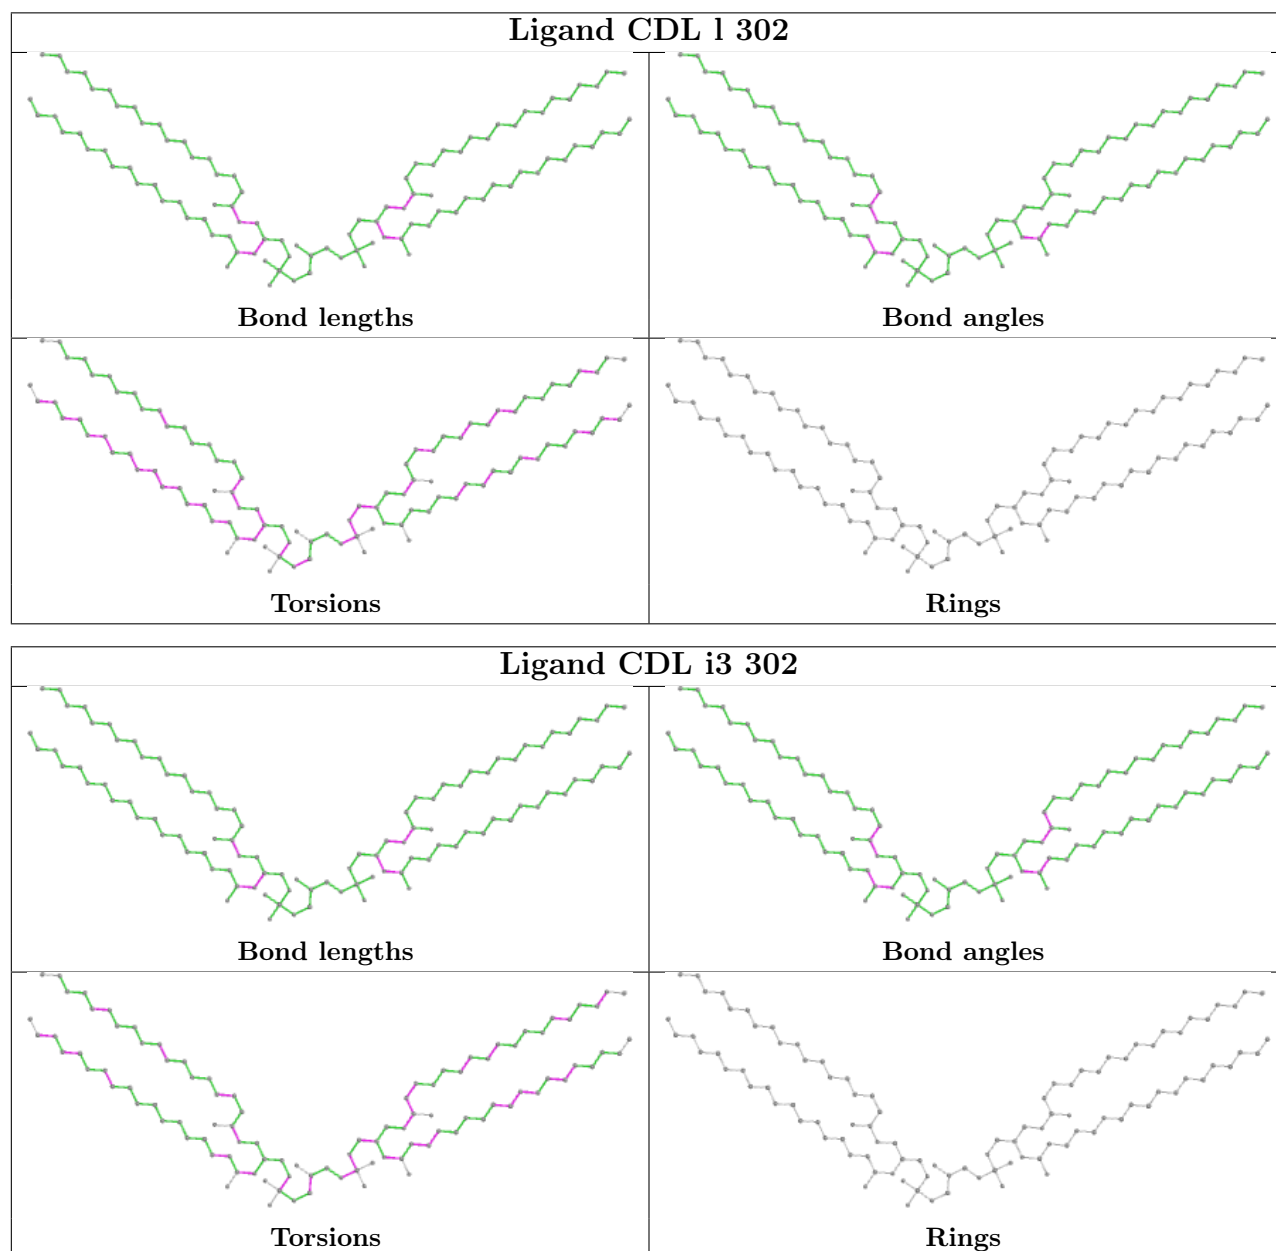 Ligand CDL l 302
Bond lengths
Bond angles
Torsions
Rings
Ligand CDL i3 302
Bond lengths
Bond angles
Torsions
Rings